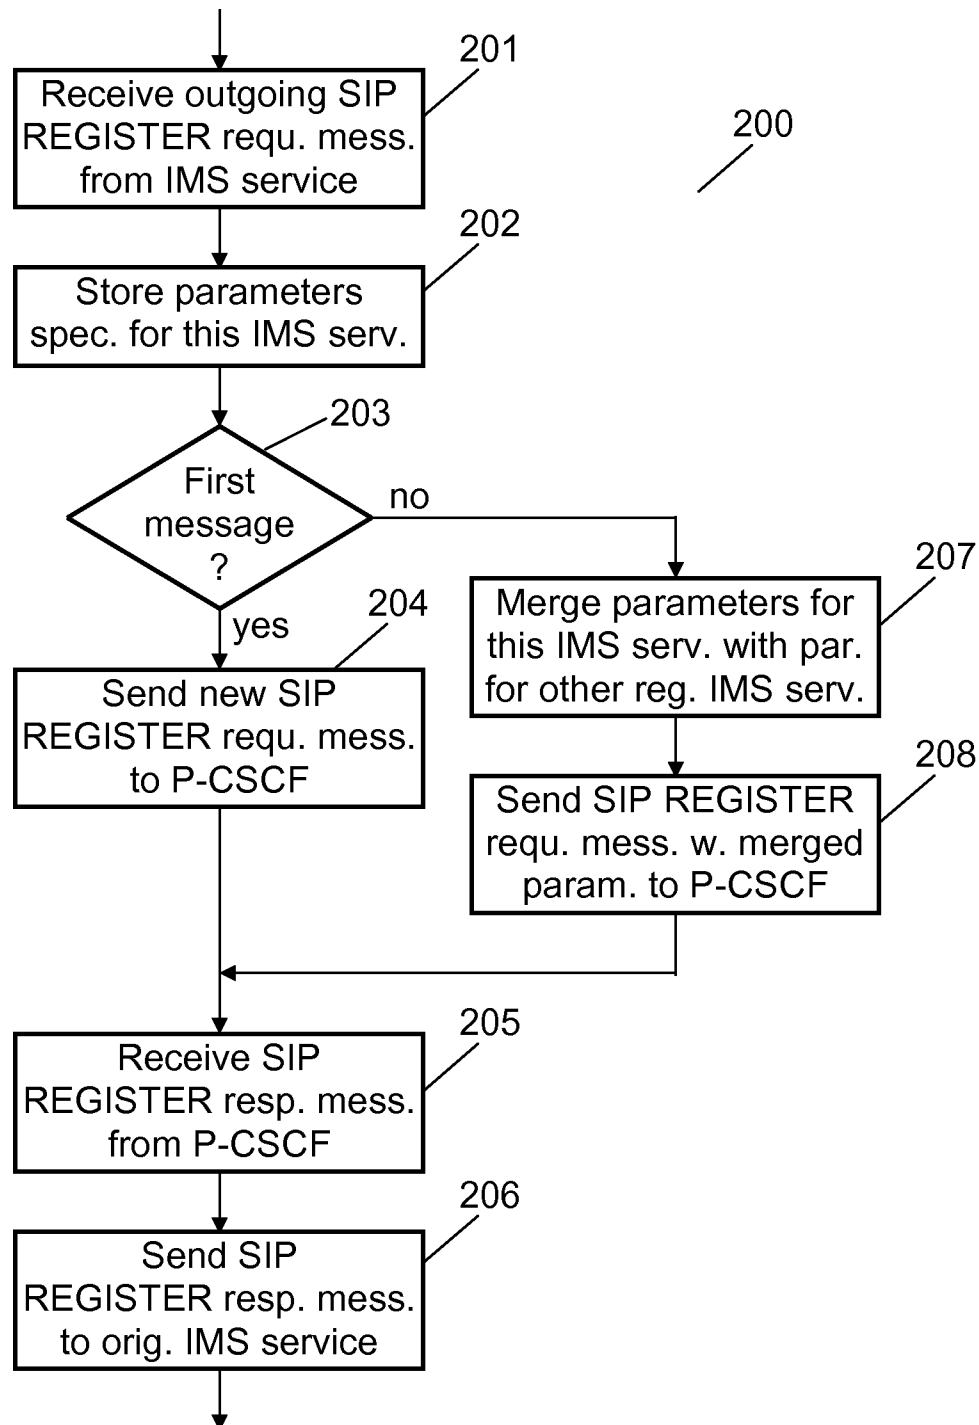 201
Receive outgoing SIP
REGISTER requ. mess.
from IMS service
200
202
Store parameters
spec. for this IMS serv.
203
First
message
?
no
yes
204
Send new SIP
REGISTER requ. mess.
to P-CSCF
207
Merge parameters for
this IMS serv. with par.
for other reg. IMS serv.
208
Send SIP REGISTER
requ. mess. w. merged
param. to P-CSCF
205
Receive SIP
REGISTER resp. mess.
from P-CSCF
206
Send SIP
REGISTER resp. mess.
to orig. IMS service